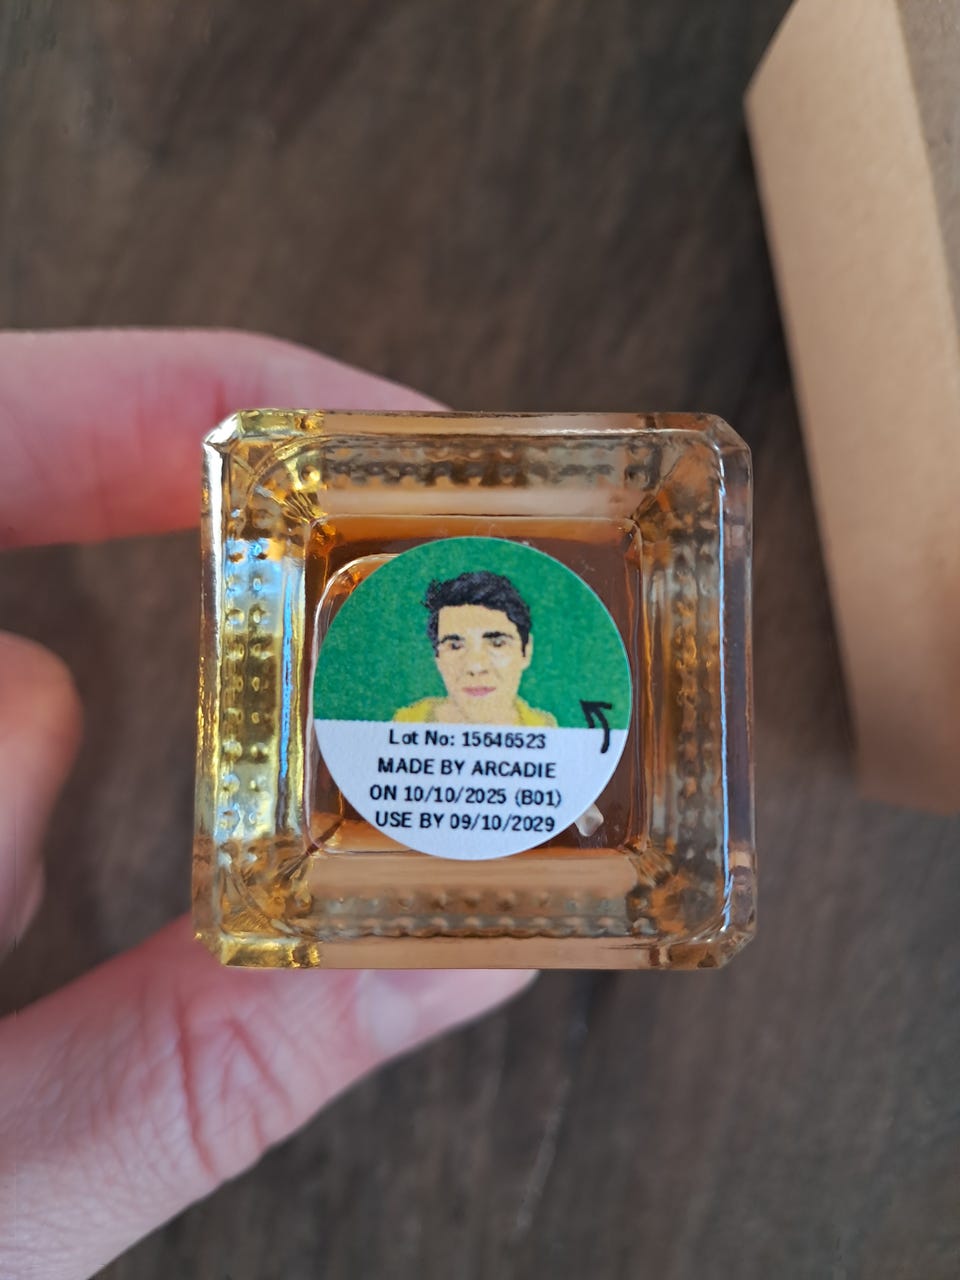 Lot No: 15646523
MADE BY ARCADIE
ON 10/10/2025 (B01)
USE BY 09/10/2029